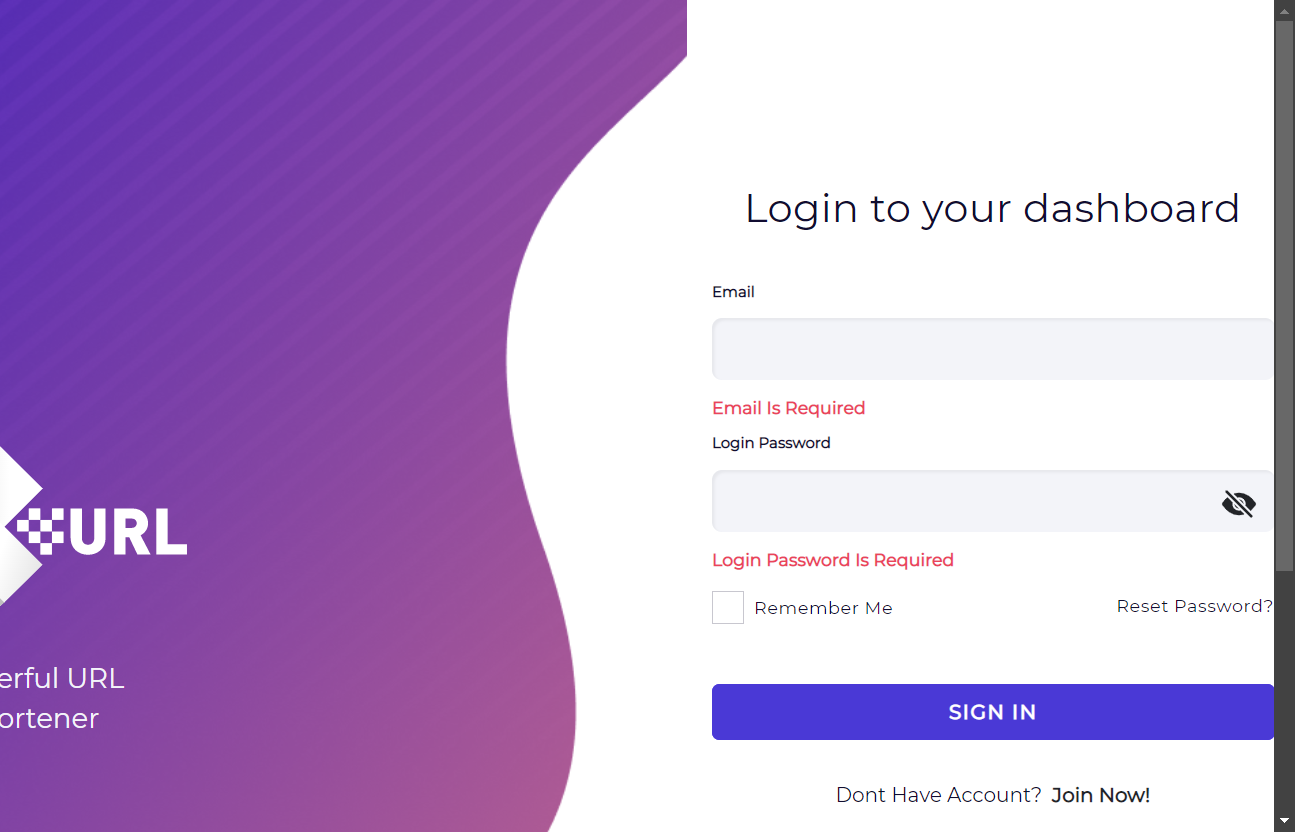 Login to your dashboard
Email
Email Is Required
Login Password
Login Password Is Required
Remember Me
Reset Password?
SIGN IN
Dont Have Account? Join Now!
URL
erful URL
ortener